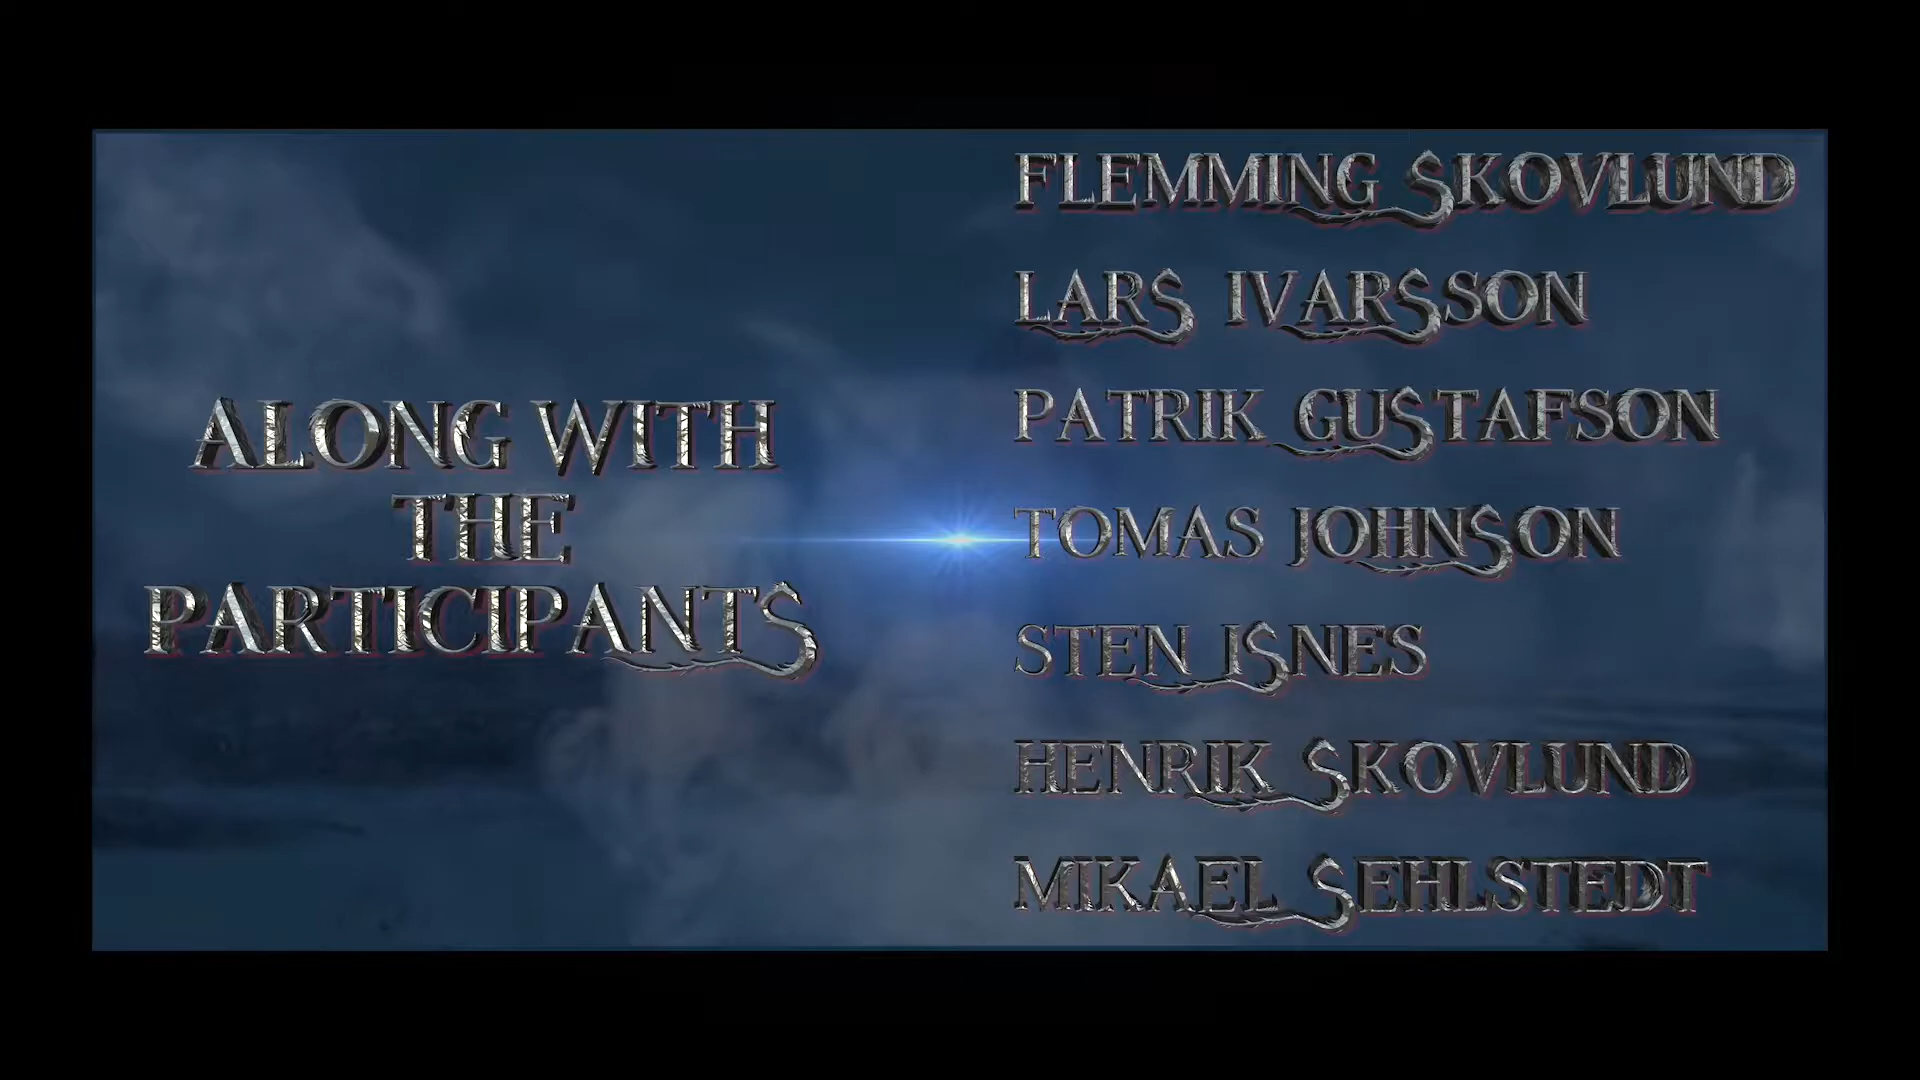 ALONG WITH
THE
PARTICIPANTS
FLEMMING SKOVLUND
LARS IVARSSON
PATRIK GUSTAFSON
TOMAS JOHNSON
STEN ISNES
HENRIK SKOVLUND
MIKAEL SEHLSTEDT